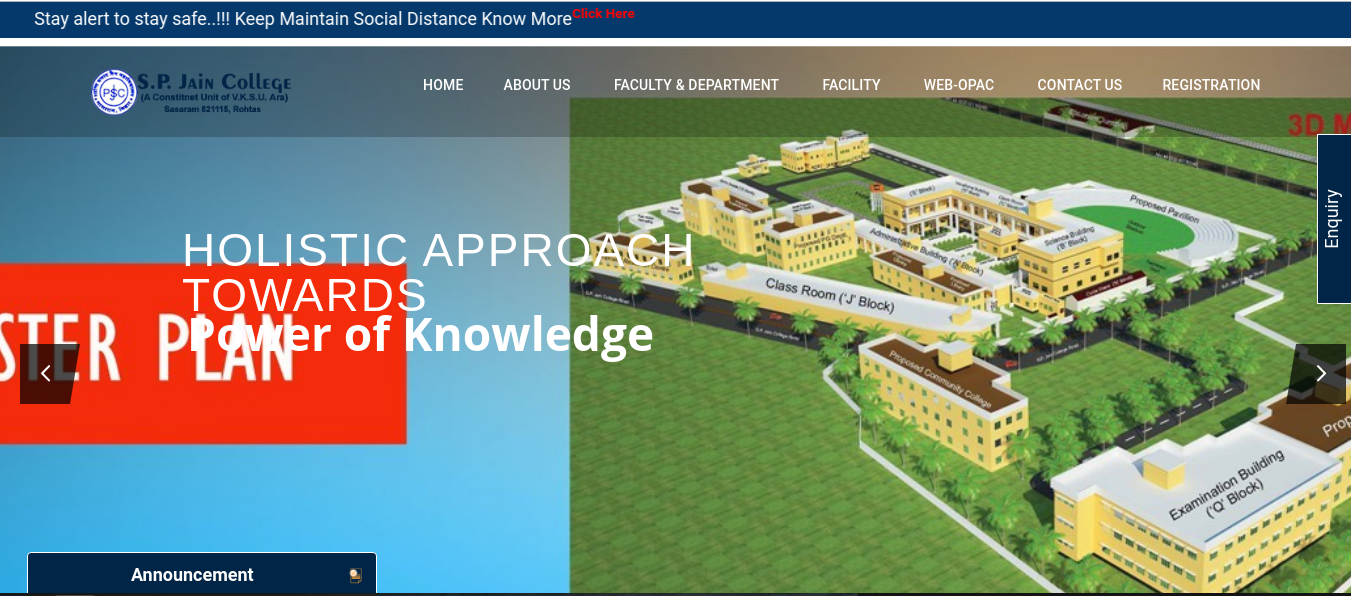 Stay alert to stay safe..!!! Keep Maintain Social Distance Know More Click Here
S.P. Jain College
(A Constitnet Unit of V.K.S.U. Ara)
Sasaram 821115, Rohtas
HOME ABOUT US FACULTY & DEPARTMENT FACILITY WEB-OPAC CONTACT US REGISTRATION
3D M
Enquiry
HOLISTIC APPROACH
TOWARDS
Power of Knowledge
STER PLAN
Proposed Pavilion
Science Building
('B' Block)
Administrative Building ('A' Block)
Class Room ('J' Block)
Proposed Community College
Prop
Examination Building
('Q' Block)
Announcement